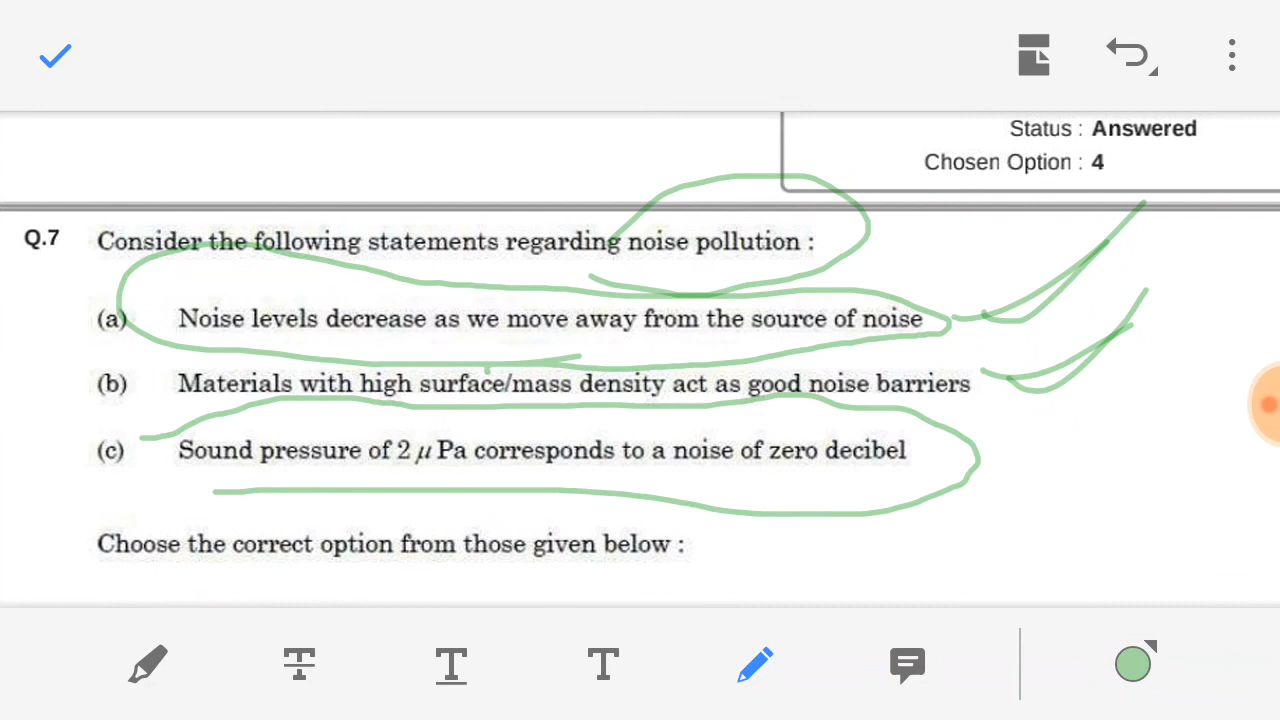 Status : Answered
Chosen Option : 4
Q.7 Consider the following statements regarding noise pollution :
(a) Noise levels decrease as we move away from the source of noise
(b) Materials with high surface/mass density act as good noise barriers
(c) Sound pressure of 2 μ Pa corresponds to a noise of zero decibel
Choose the correct option from those given below :
T T T